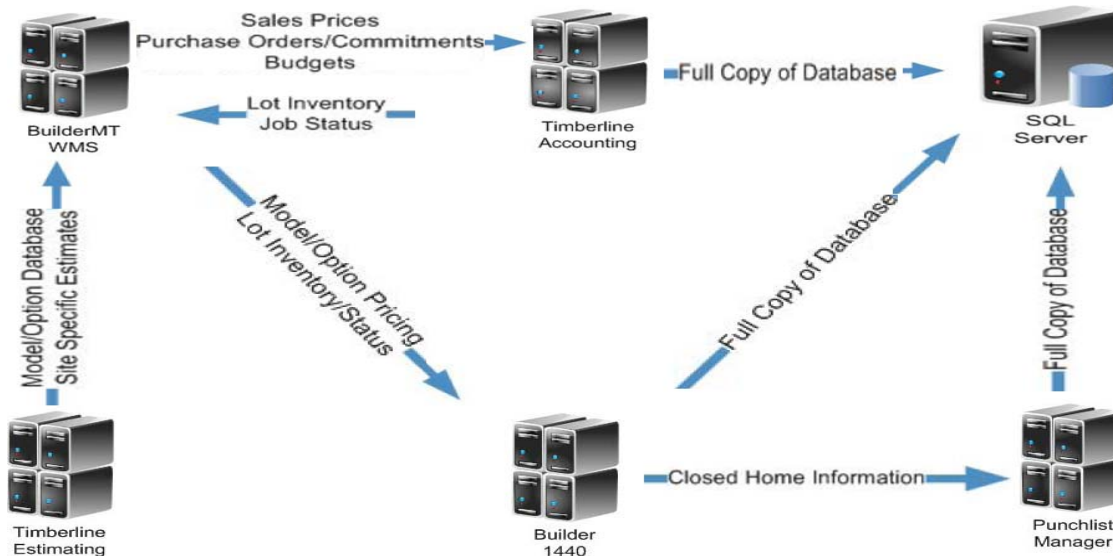 Sales Prices
Purchase Orders/Commitments
Budgets
Lot Inventory
Job Status
BuilderMT
WMS
Timberline
Accounting
Full Copy of Database
SQL
Server
Model/Option Database
Site Specific Estimates
Model/Option Pricing
Lot Inventory/Status
Full Copy of Database
Full Copy of Database
Timberline
Estimating
Builder
1440
Closed Home Information
Punchlist
Manager